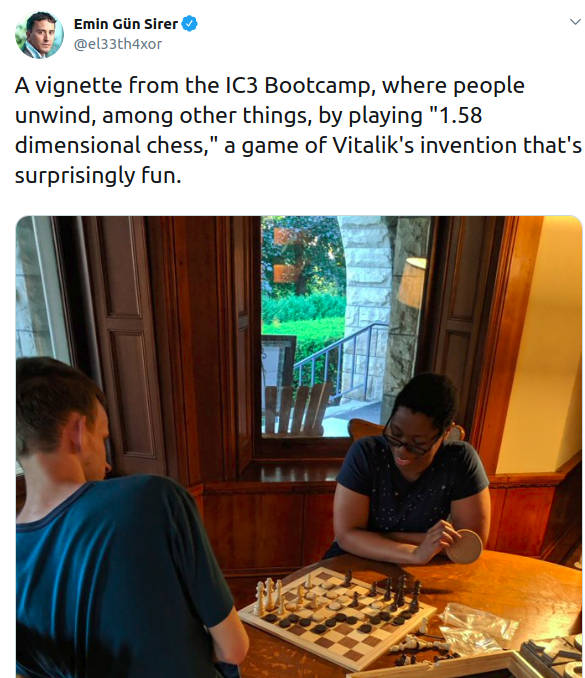 Emin Gün Sirer
@el33th4xor
A vignette from the IC3 Bootcamp, where people
unwind, among other things, by playing "1.58
dimensional chess," a game of Vitalik's invention that's
surprisingly fun.